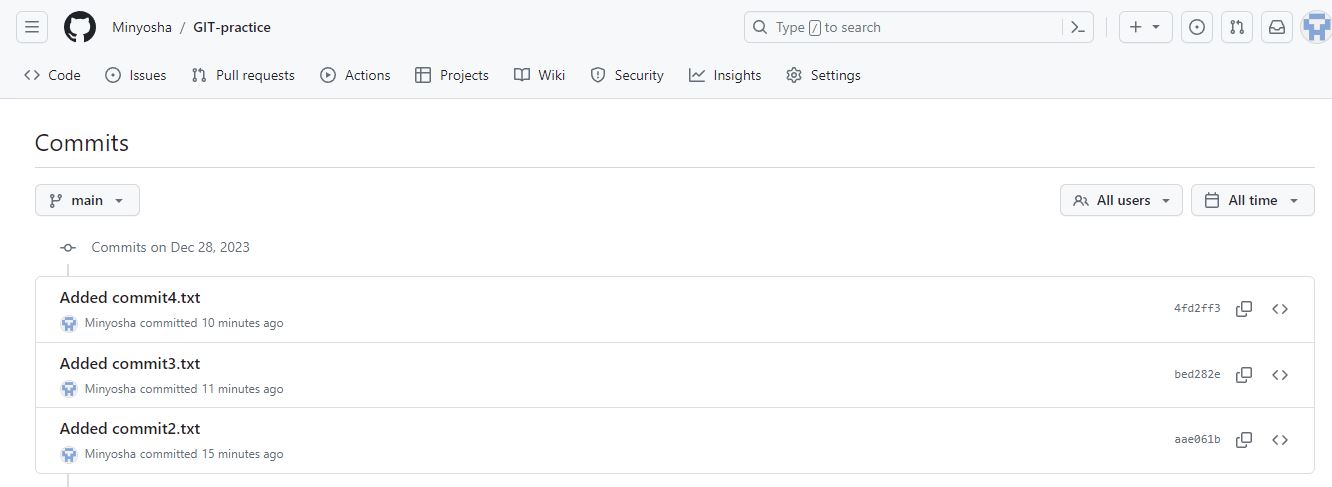 Minyosha / GIT-practice
Type / to search
Code Issues Pull requests Actions Projects Wiki Security Insights Settings
Commits
main
All users All time
Commits on Dec 28, 2023
Added commit4.txt
Minyosha committed 10 minutes ago
4fd2ff3
Added commit3.txt
Minyosha committed 11 minutes ago
bed282e
Added commit2.txt
Minyosha committed 15 minutes ago
aae061b